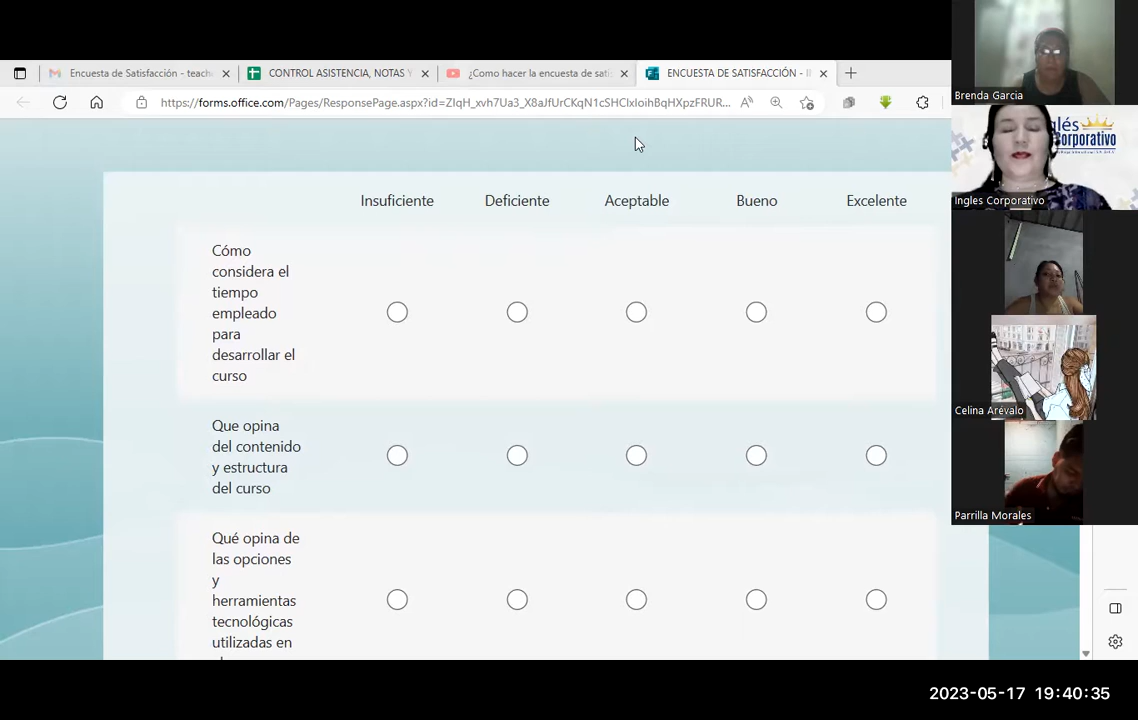 Encuesta de Satisfacción - teach
CONTROL ASISTENCIA, NOTAS Y
¿Como hacer la encuesta de sati
ENCUESTA DE SATISFACCIÓN - II
https://forms.office.com/Pages/ResponsePage.aspx?id=ZIqH_xvh7Ua3_X8aJfUrCKqN1cSHClxIoihBqHXpzFRUR...
Insuficiente Deficiente Aceptable Bueno Excelente
Cómo
considera el
tiempo
empleado
para
desarrollar el
curso
Que opina
del contenido
y estructura
del curso
Qué opina de
las opciones
y
herramientas
tecnológicas
utilizadas en
Brenda Garcia
glés
Corporativo
Ingles Corporativo
Celina Arévalo
Parrilla Morales
2023-05-17 19:40:35